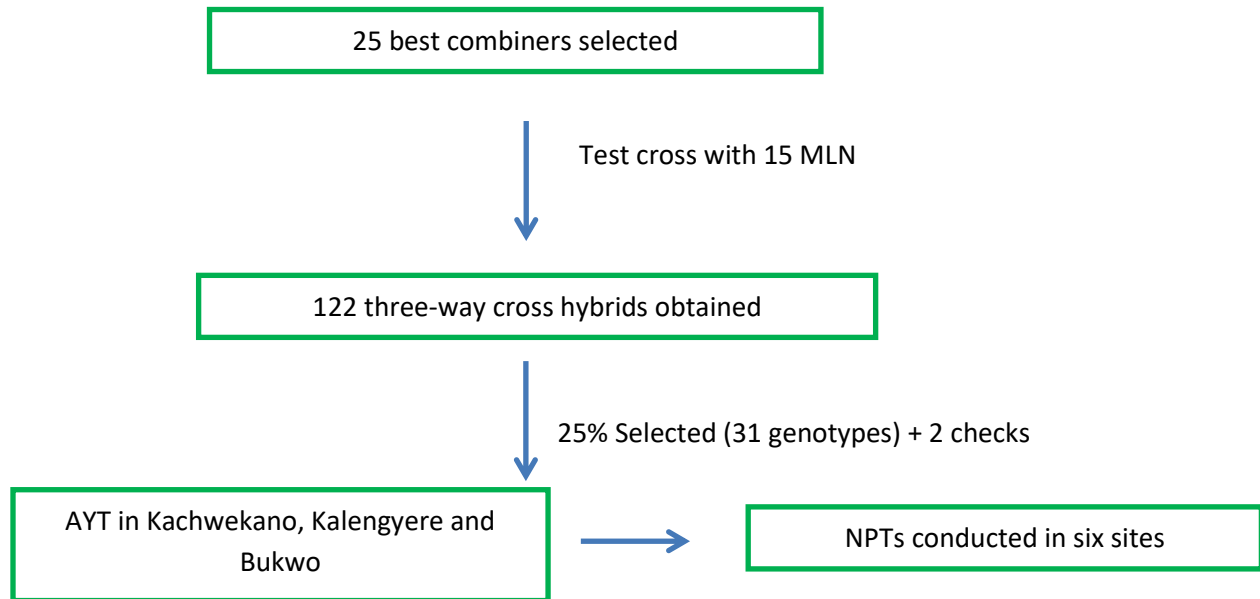 25 best combiners selected
Test cross with 15 MLN
122 three-way cross hybrids obtained
25% Selected (31 genotypes) + 2 checks
AYT in Kachwekano, Kalengyere and
Bukwo
NPTs conducted in six sites